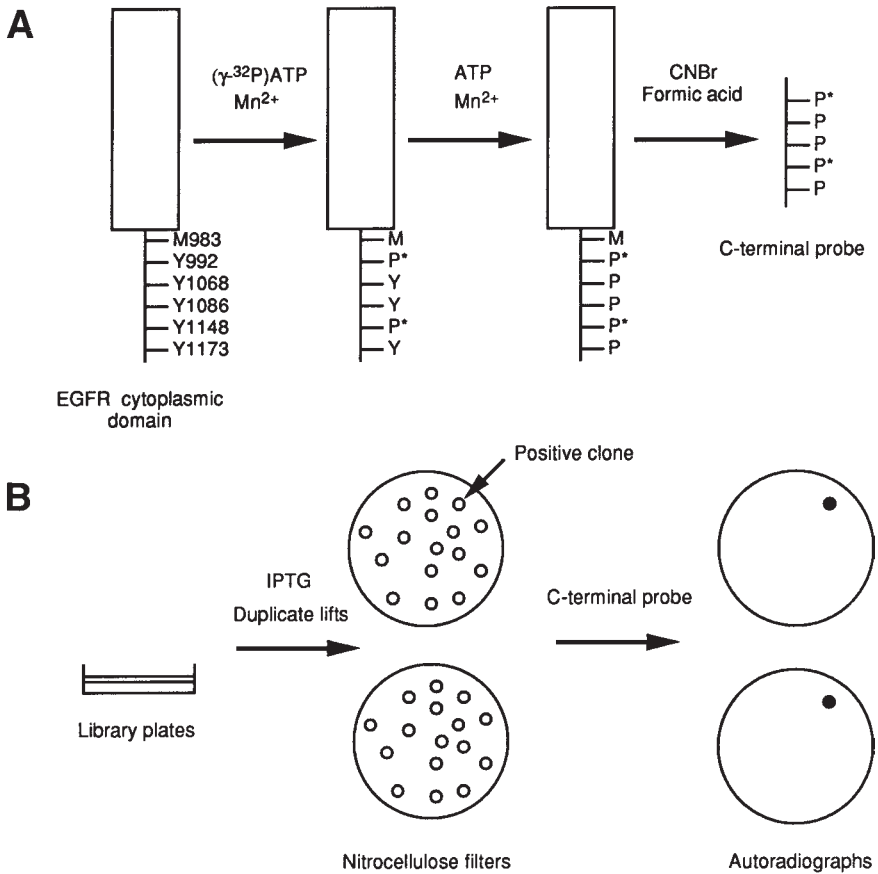 A
(γ-³²P)ATP
Mn²⁺
ATP
Mn²⁺
CNBr
Formic acid
P*
P
P
P*
P
C-terminal probe
M983
Y992
Y1068
Y1086
Y1148
Y1173
M
P*
Y
Y
P*
Y
M
P*
P
P
P*
P
EGFR cytoplasmic
domain
B
Positive clone
IPTG
Duplicate lifts
C-terminal probe
Library plates
Nitrocellulose filters
Autoradiographs